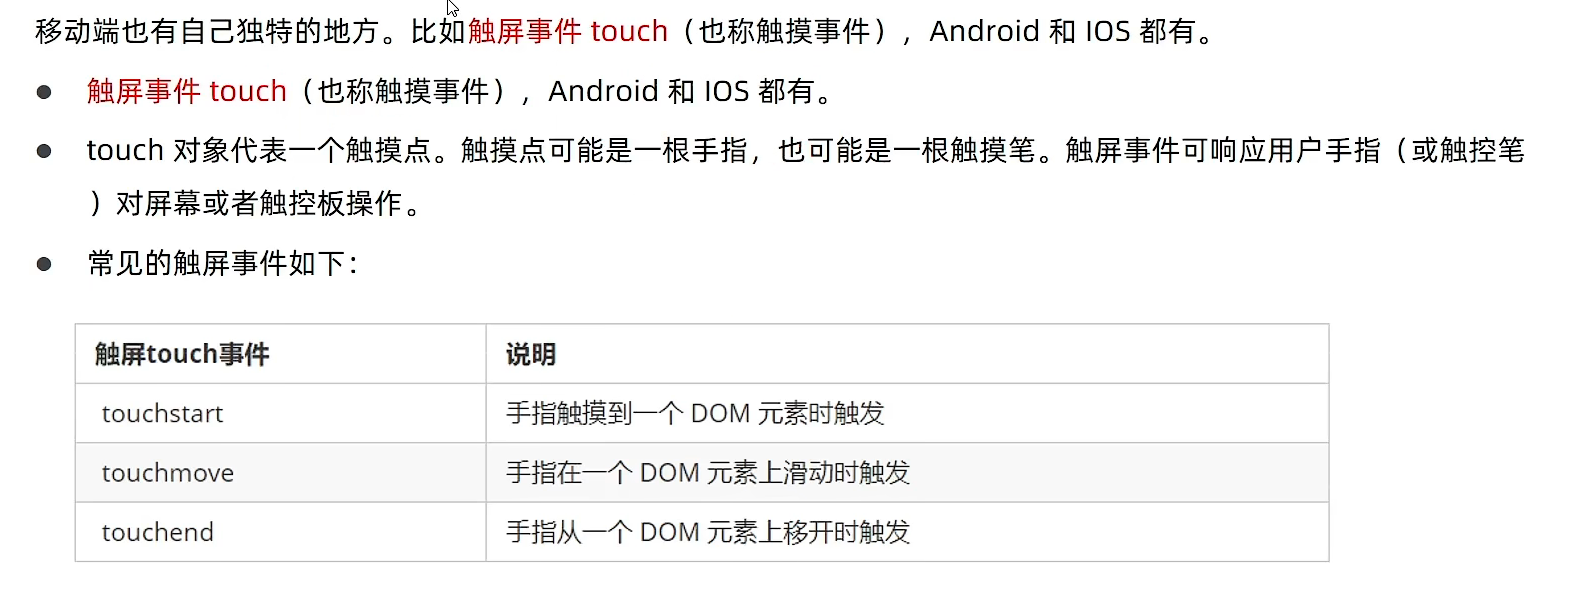 移动端也有自己独特的地方。比如触屏事件 touch（也称触摸事件），Android 和 IOS 都有。
● 触屏事件 touch（也称触摸事件），Android 和 IOS 都有。
● touch 对象代表一个触摸点。触摸点可能是一根手指，也可能是一根触摸笔。触屏事件可响应用户手指（或触控笔
）对屏幕或者触控板操作。
● 常见的触屏事件如下：
触屏touch事件 说明
touchstart 手指触摸到一个 DOM 元素时触发
touchmove 手指在一个 DOM 元素上滑动时触发
touchend 手指从一个 DOM 元素上移开时触发